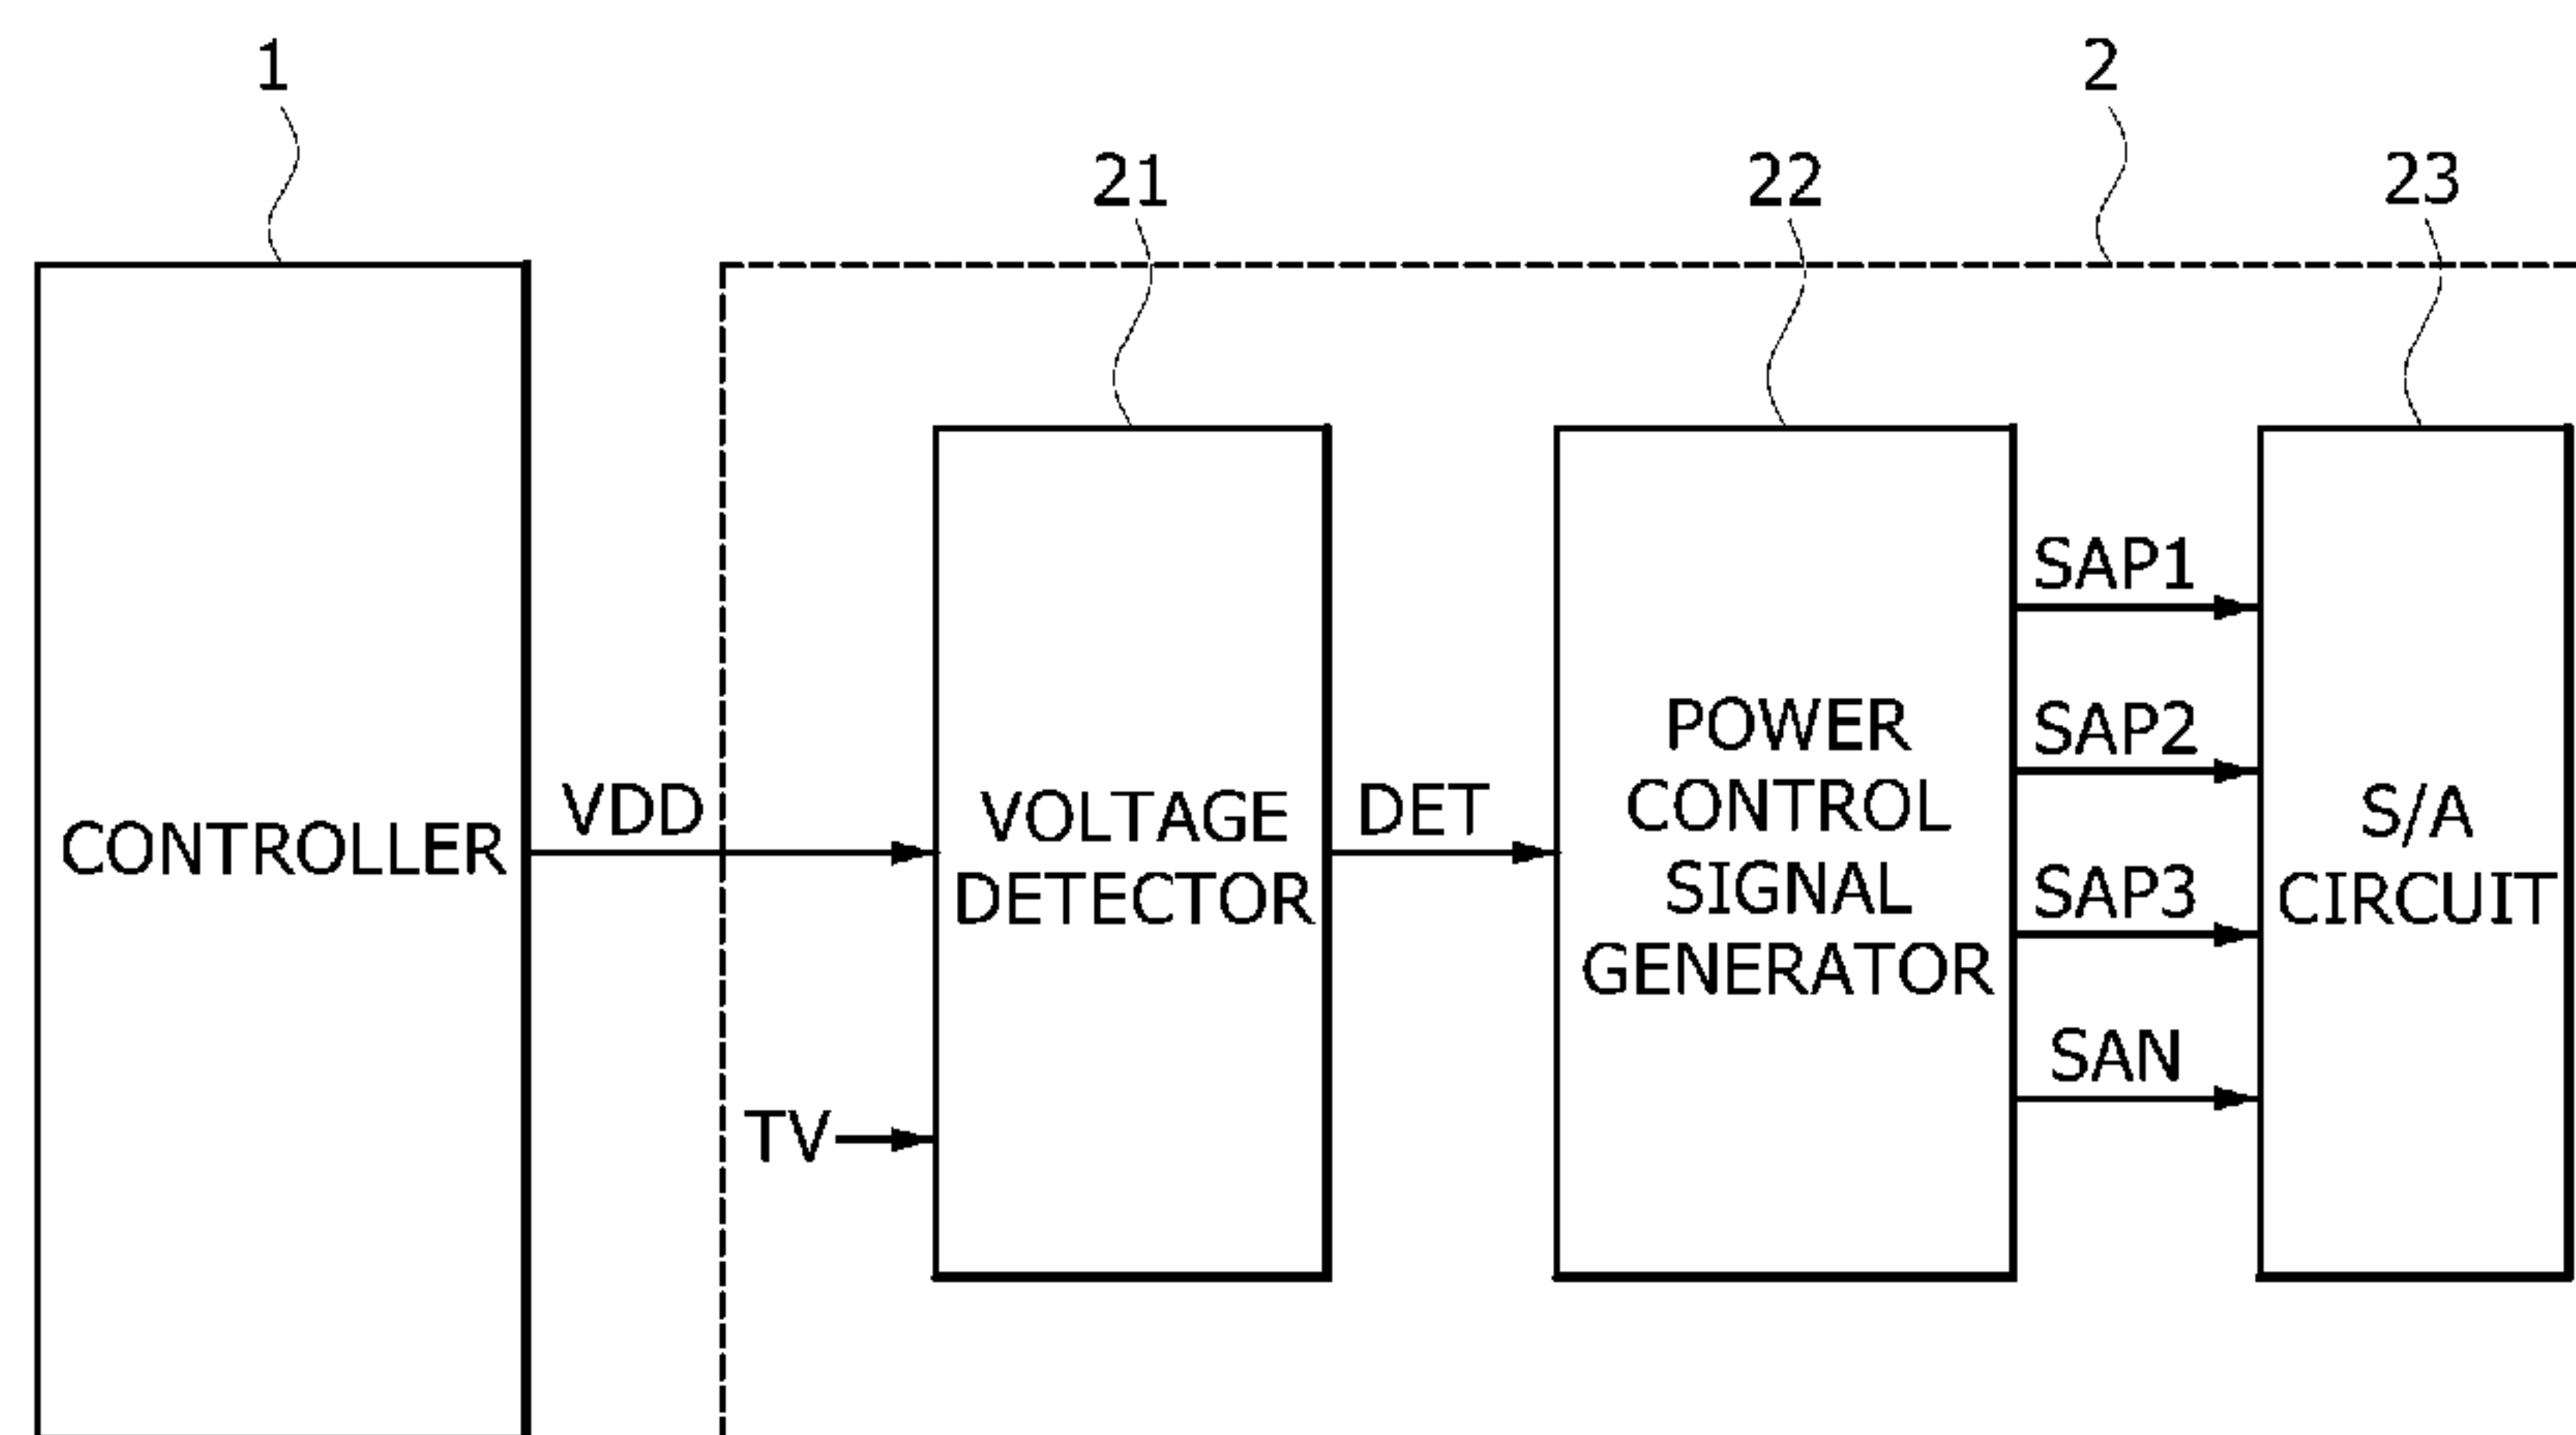 1
2
21
22
23
CONTROLLER
VDD
TV
VOLTAGE
DETECTOR
DET
POWER
CONTROL
SIGNAL
GENERATOR
SAP1
SAP2
SAP3
SAN
S/A
CIRCUIT